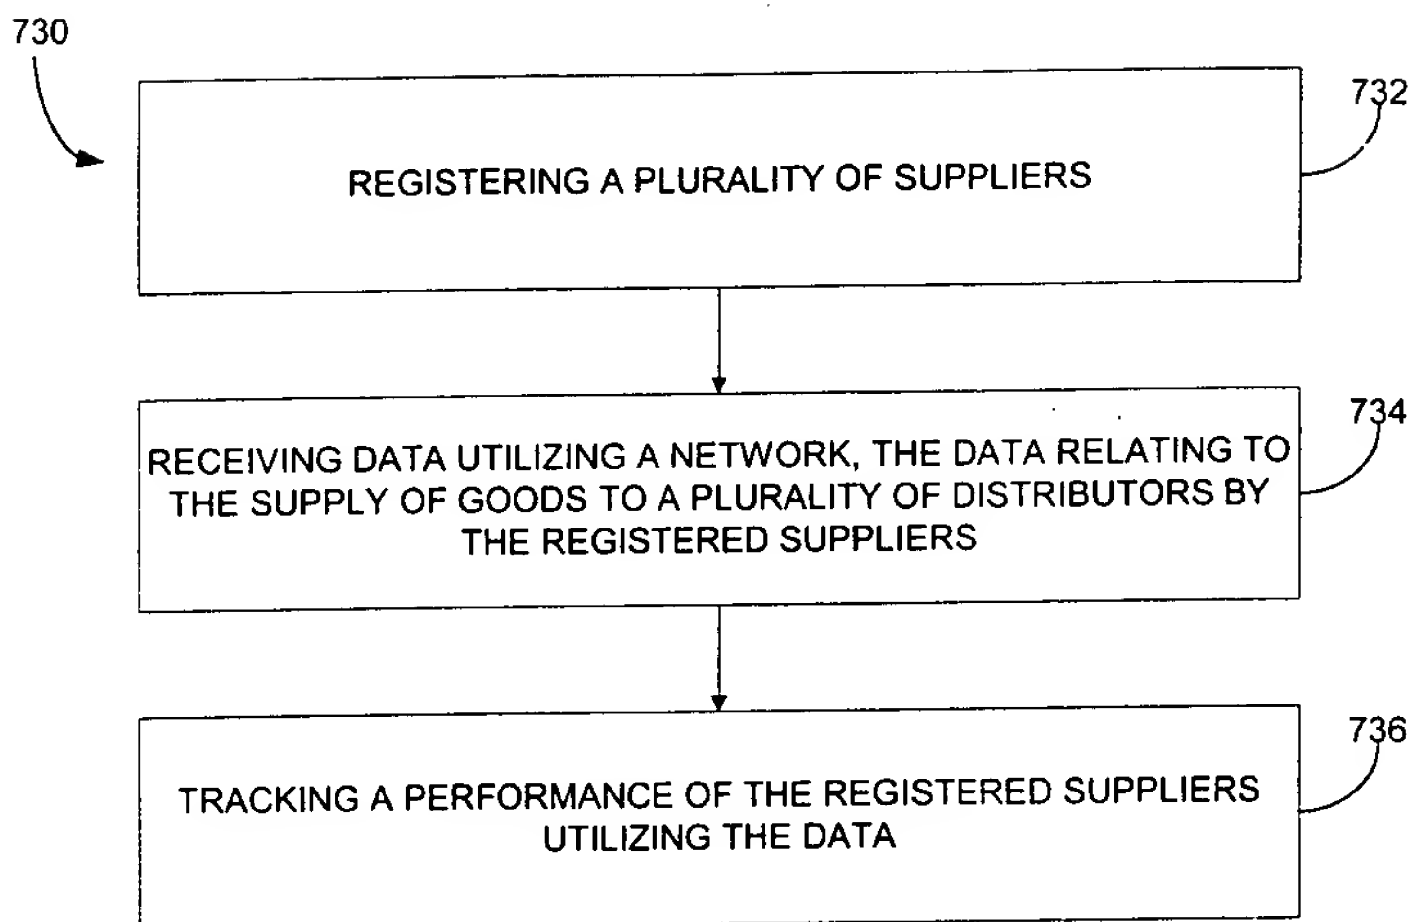 730
732
REGISTERING A PLURALITY OF SUPPLIERS
734
RECEIVING DATA UTILIZING A NETWORK, THE DATA RELATING TO
THE SUPPLY OF GOODS TO A PLURALITY OF DISTRIBUTORS BY
THE REGISTERED SUPPLIERS
736
TRACKING A PERFORMANCE OF THE REGISTERED SUPPLIERS
UTILIZING THE DATA